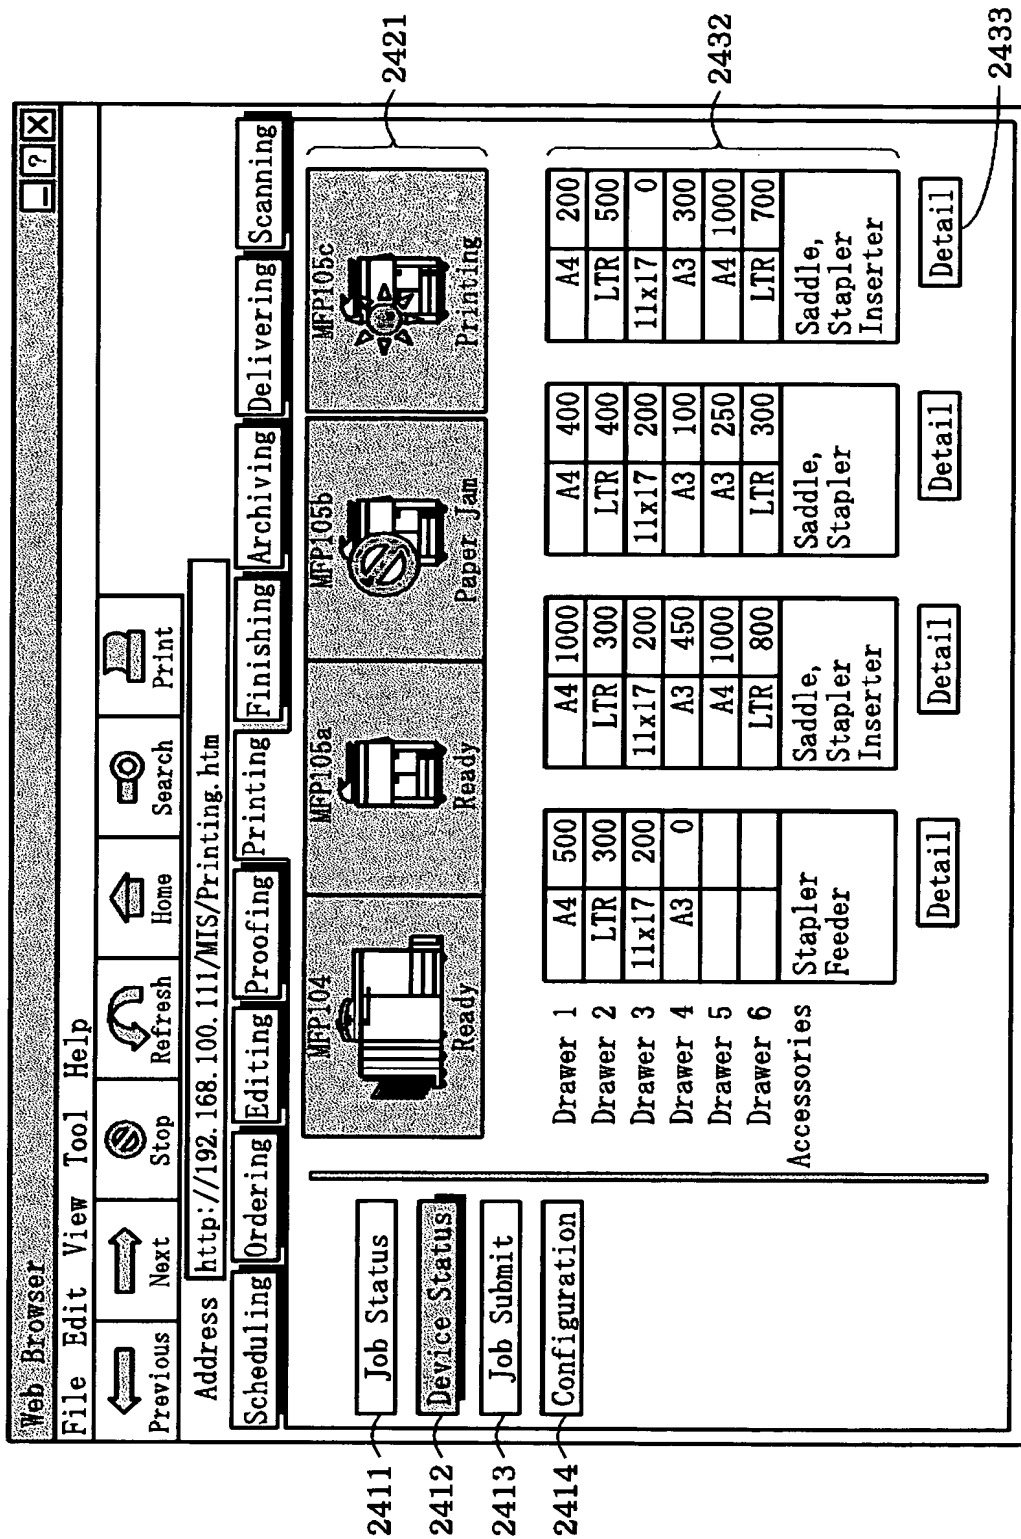 Web Browser
_ ? X
File Edit View Tool Help
Previous Next Stop Refresh Home Search Print
Address http://192.168.100.111/MIS/Printing.htm
Scheduling Ordering Editing Proofing Printing Finishing Archiving Delivering Scanning
2411 Job Status
2412 Device Status
2413 Job Submit
2414 Configuration
MFP104 MFP105a MFP105b MFP105c
Ready Ready Paper Jam Printing
2421
Drawer 1 A4 500 A4 1000 A4 400 A4 200
Drawer 2 LTR 300 LTR 300 LTR 400 LTR 500
Drawer 3 11x17 200 11x17 200 11x17 200 11x17 0
Drawer 4 A3 0 A3 450 A3 100 A3 300
Drawer 5 A4 1000 A3 250 A4 1000
Drawer 6 LTR 800 LTR 300 LTR 700
Accessories Stapler Saddle, Saddle, Saddle,
Feeder Stapler Stapler Stapler
Inserter Inserter
2432
Detail Detail Detail Detail
2433